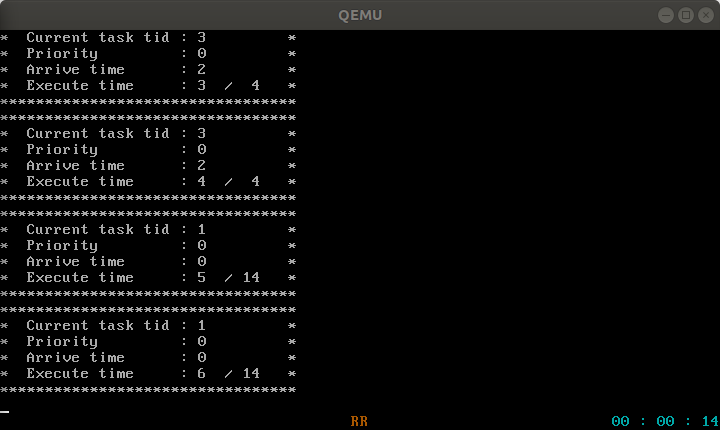 QEMU
*  Current task tid : 3         *
*  Priority         : 0         *
*  Arrive time      : 2         *
*  Execute time     : 3  /  4   *
*********************************
*********************************
*  Current task tid : 3         *
*  Priority         : 0         *
*  Arrive time      : 2         *
*  Execute time     : 4  /  4   *
*********************************
*********************************
*  Current task tid : 1         *
*  Priority         : 0         *
*  Arrive time      : 0         *
*  Execute time     : 5  / 14   *
*********************************
*********************************
*  Current task tid : 1         *
*  Priority         : 0         *
*  Arrive time      : 0         *
*  Execute time     : 6  / 14   *
*********************************
RR 00 : 00 : 14